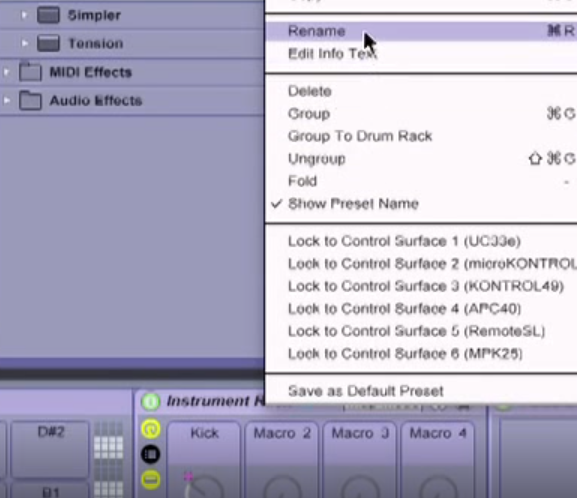 Simpler
Tension
MIDI Effects
Audio Effects
Rename ⌘R
Edit Info Text
Delete
Group ⌘G
Group To Drum Rack
Ungroup ⇧⌘G
Fold -
✓ Show Preset Name
Lock to Control Surface 1 (UC33e)
Lock to Control Surface 2 (microKONTROL
Lock to Control Surface 3 (KONTROL49)
Lock to Control Surface 4 (APC40)
Lock to Control Surface 5 (RemoteSL)
Lock to Control Surface 6 (MPK25)
Save as Default Preset
Instrument
D#2 Kick Macro 2 Macro 3 Macro 4
B1